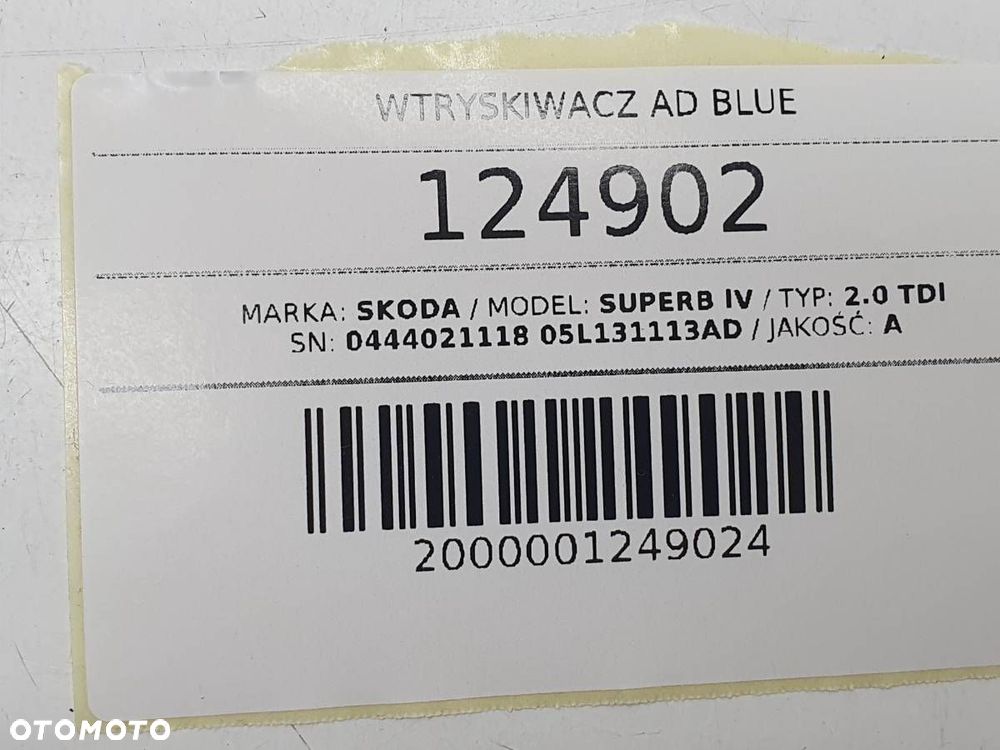 WTRYSKIWACZ AD BLUE
124902
MARKA: SKODA / MODEL: SUPERB IV / TYP: 2.0 TDI
SN: 0444021118 05L131113AD / JAKOŚĆ: A
2000001249024
OTOMOTO